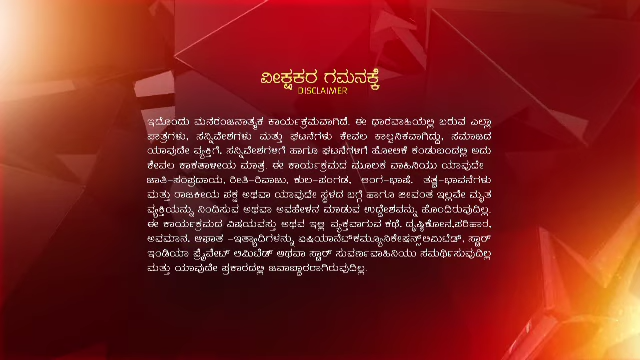 ವೀಕ್ಷಕರ ಗಮನಕ್ಕೆ
DISCLAIMER
ಇದೊಂದು ಮನರಂಜನಾತ್ಮಕ ಕಾರ್ಯಕ್ರಮವಾಗಿದೆ. ಈ ಧಾರವಾಹಿಯಲ್ಲಿ ಬರುವ ಎಲ್ಲಾ
ಪಾತ್ರಗಳು, ಸನ್ನಿವೇಶಗಳು ಮತ್ತು ಘಟನೆಗಳು ಕೇವಲ ಕಾಲ್ಪನಿಕವಾಗಿದ್ದು, ಸಮಾಜದ
ಯಾವುದೇ ವ್ಯಕ್ತಿಗೆ, ಸನ್ನಿವೇಶಗಳಿಗೆ ಹಾಗೂ ಘಟನೆಗಳಿಗೆ ಹೋಲಿಕೆ ಕಂಡುಬಂದಲ್ಲಿ ಅದು
ಕೇವಲ ಕಾಕತಾಳೀಯ ಮಾತ್ರ. ಈ ಕಾರ್ಯಕ್ರಮದ ಮೂಲಕ ವಾಹಿನಿಯು ಯಾವುದೇ
ಜಾತಿ-ಸಂಪ್ರದಾಯ, ರೀತಿ-ರಿವಾಜು, ಕುಲ-ಪಂಗಡ, ಲಿಂಗ-ಭಾಷೆ, ತತ್ವ-ಭಾವನೆಗಳು
ಮತ್ತು ರಾಜಕೀಯ ಪಕ್ಷ ಅಥವಾ ಯಾವುದೇ ಸ್ಥಳದ ಬಗ್ಗೆ ಹಾಗೂ ಜೀವಂತ ಇಲ್ಲವೇ ಮೃತ
ವ್ಯಕ್ತಿಯನ್ನು ನಿಂದಿಸುವ ಅಥವಾ ಅವಹೇಳನ ಮಾಡುವ ಉದ್ದೇಶವನ್ನು ಹೊಂದಿರುವುದಿಲ್ಲ.
ಈ ಕಾರ್ಯಕ್ರಮದ ವಿಷಯವಸ್ತು ಅಥವ ಇಲ್ಲಿ ವ್ಯಕ್ತವಾಗುವ ಕಥೆ, ದೃಷ್ಟಿಕೋನ,ಪರಿಹಾರ,
ಅವಮಾನ, ಆಘಾತ -ಇತ್ಯಾದಿಗಳನ್ನು ಏಷಿಯಾನೆಟ್‌ಕಮ್ಯೂನಿಕೇಷನ್ಸ್‌ಲಿಮಿಟೆಡ್, ಸ್ಟಾರ್
ಇಂಡಿಯಾ ಪ್ರೈವೇಟ್ ಲಿಮಿಟೆಡ್ ಅಥವಾ ಸ್ಟಾರ್ ಸುವರ್ಣವಾಹಿನಿಯು ಸಮರ್ಥಿಸುವುದಿಲ್ಲ
ಮತ್ತು ಯಾವುದೇ ಪ್ರಕಾರದಲ್ಲಿ ಜವಾಬ್ದಾರರಾಗಿರುವುದಿಲ್ಲ.